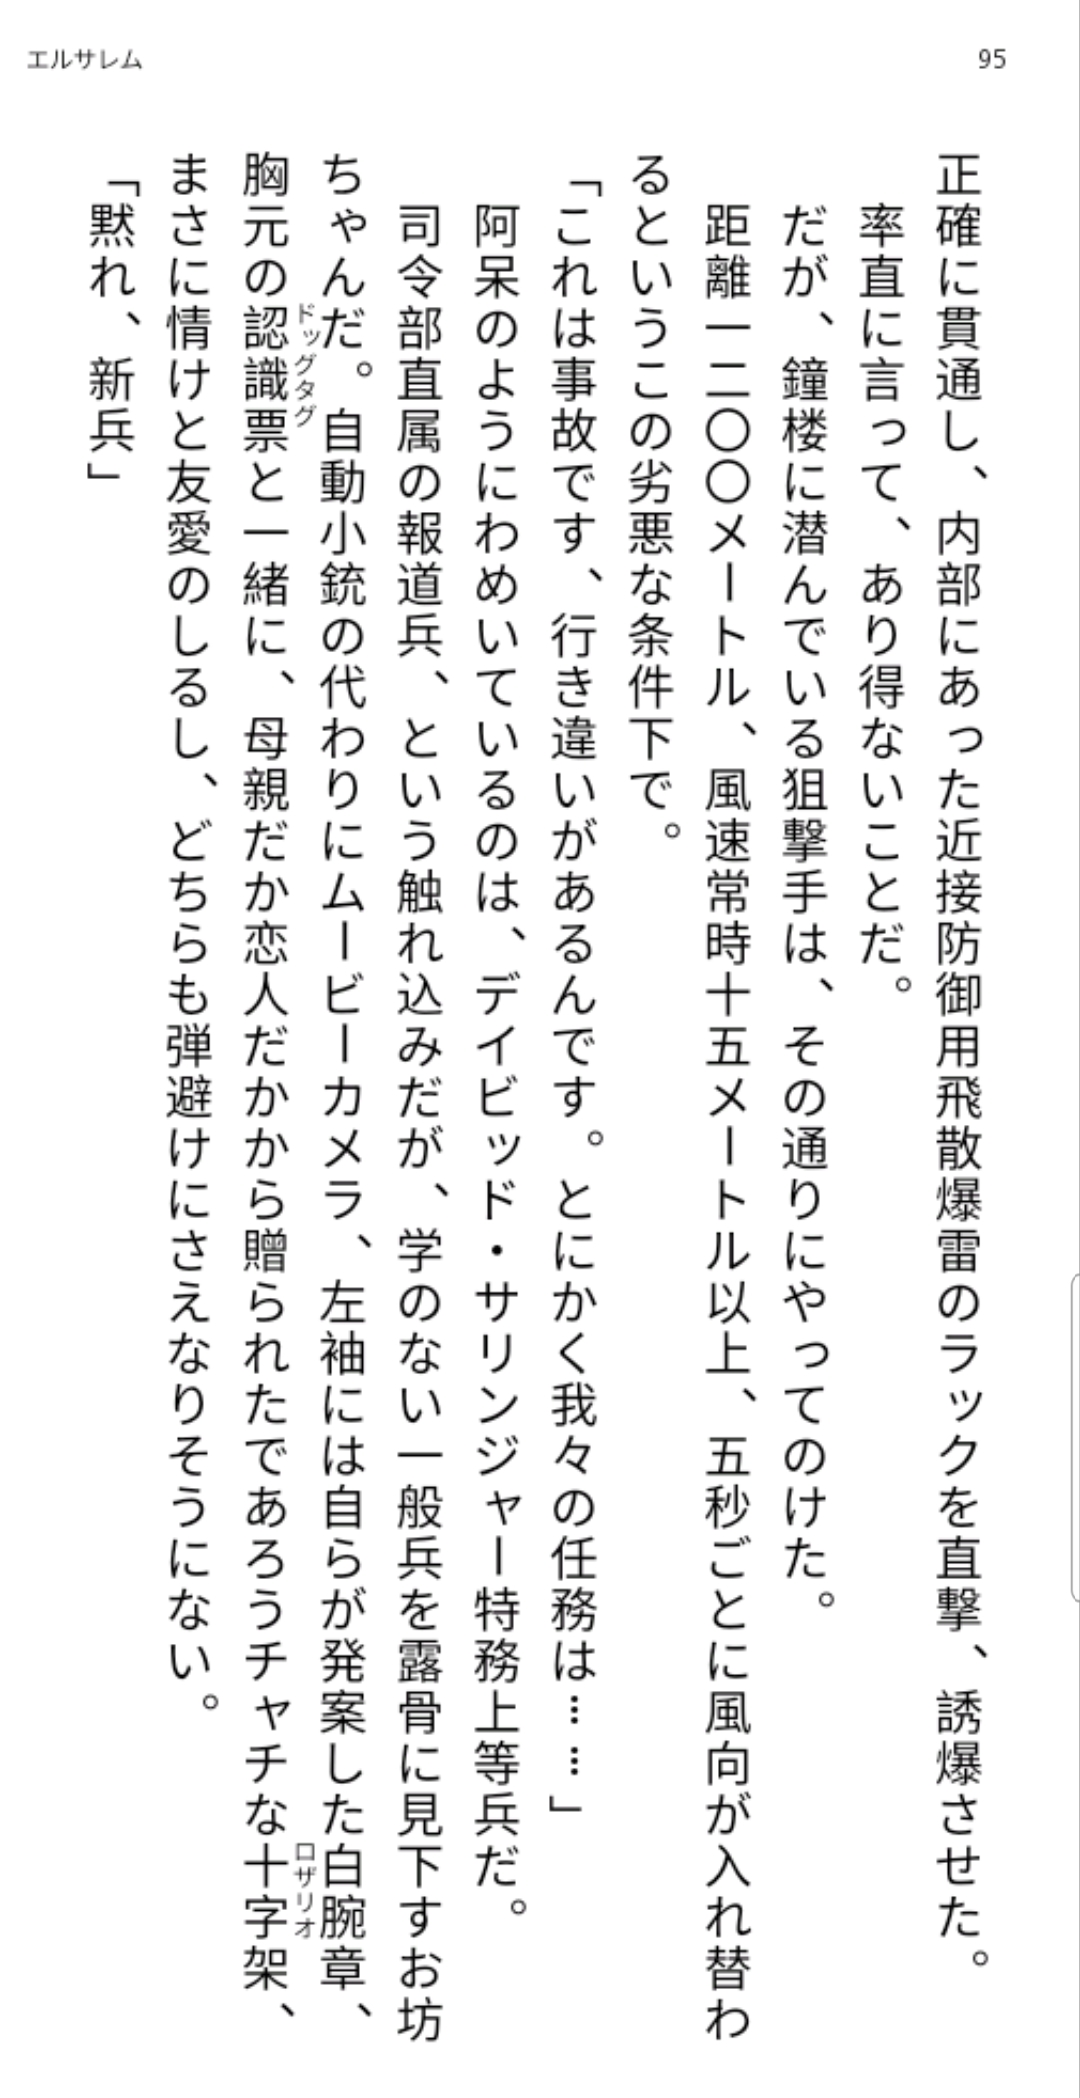 エルサレム
95
正確に貫通し、内部にあった近接防御用飛散爆雷のラックを直撃、誘爆させた。
率直に言って、あり得ないことだ。
だが、鐘楼に潜んでいる狙撃手は、その通りにやってのけた。
距離一二〇〇メートル、風速常時十五メートル以上、五秒ごとに風向が入れ替わ
るというこの劣悪な条件下で。
「これは事故です、行き違いがあるんです。とにかく我々の任務は……」
阿呆のようにわめいているのは、デイビッド・サリンジャー特務上等兵だ。
司令部直属の報道兵、という触れ込みだが、学のない一般兵を露骨に見下すお坊
ちゃんだ。自動小銃の代わりにムービーカメラ、左袖には自らが発案した白腕章、
ドッグタグ
ロザリオ
胸元の認識票と一緒に、母親だか恋人だかから贈られたであろうチャチな十字架、
まさに情けと友愛のしるし、どちらも弾避けにさえなりそうにない。
「黙れ、新兵」